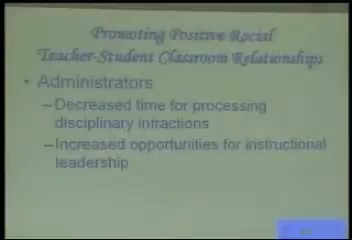 Promoting Positive Racial
Teacher-Student Classroom Relationships
• Administrators
–Decreased time for processing
disciplinary infractions
–Increased opportunities for instructional
leadership